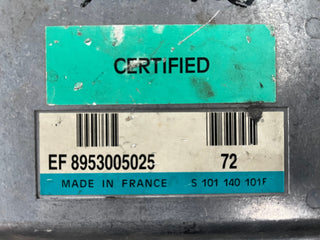 CERTIFIED
EF 8953005025 72
MADE IN FRANCE S 101 140 101F